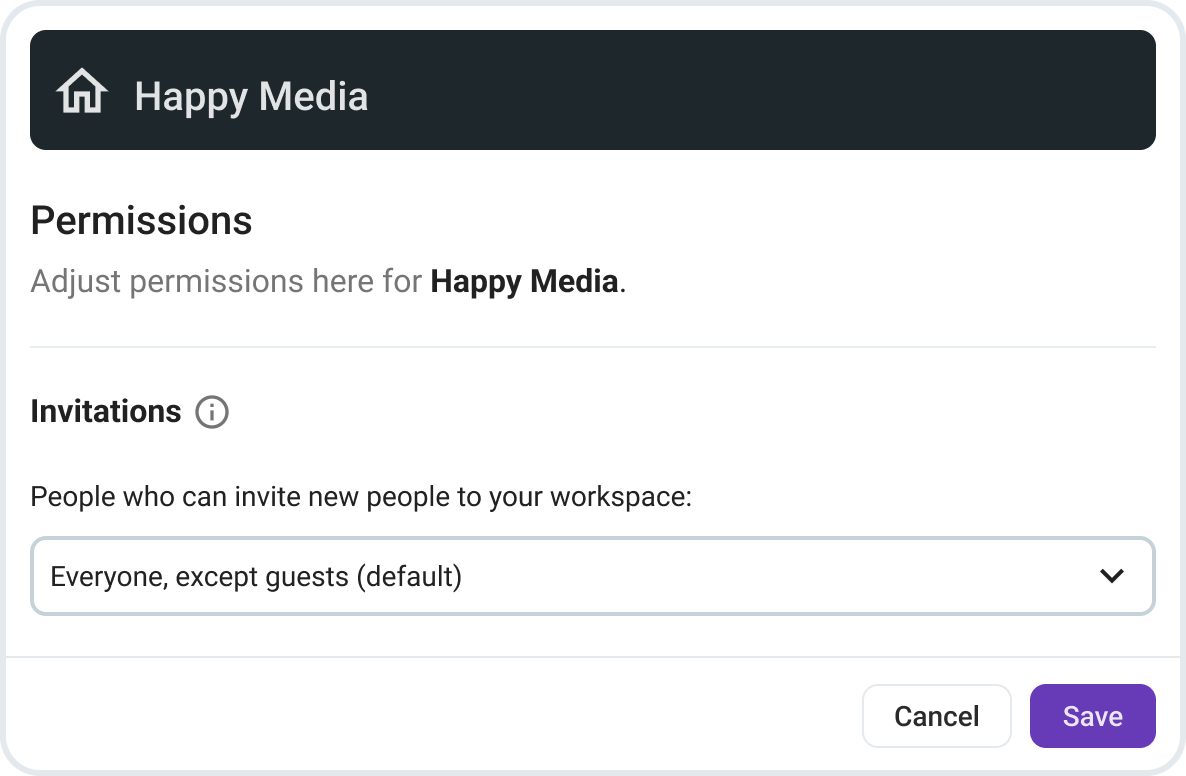 Happy Media
Permissions
Adjust permissions here for Happy Media.
Invitations
People who can invite new people to your workspace:
Everyone, except guests (default)
Cancel
Save